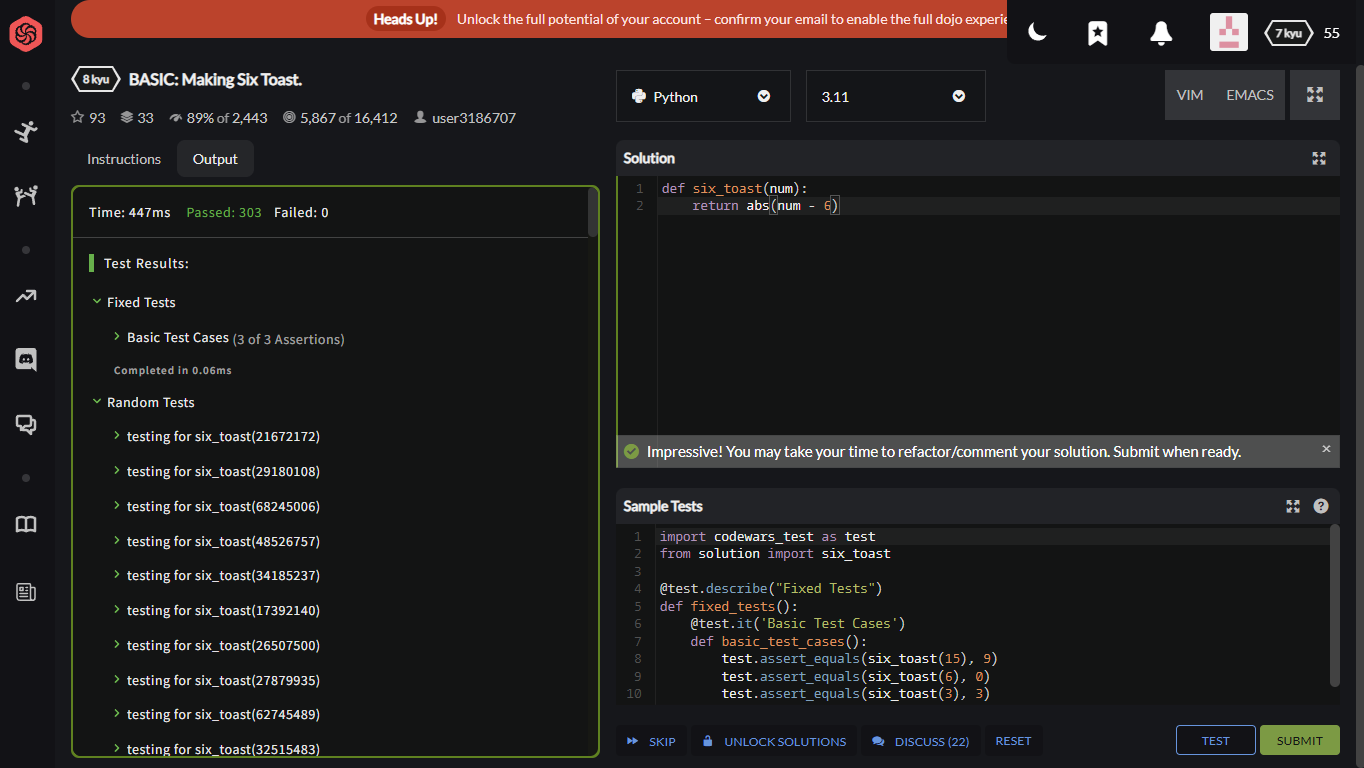 Heads Up! Unlock the full potential of your account – confirm your email to enable the full dojo experie
7 kyu 55
8 kyu BASIC: Making Six Toast.
93 33 89% of 2,443 5,867 of 16,412 user3186707
Instructions Output
Time: 447ms Passed: 303 Failed: 0
Test Results:
Fixed Tests
Basic Test Cases (3 of 3 Assertions)
Completed in 0.06ms
Random Tests
testing for six_toast(21672172)
testing for six_toast(29180108)
testing for six_toast(68245006)
testing for six_toast(48526757)
testing for six_toast(34185237)
testing for six_toast(17392140)
testing for six_toast(26507500)
testing for six_toast(27879935)
testing for six_toast(62745489)
testing for six_toast(32515483)
Python 3.11 VIM EMACS
Solution
1 def six_toast(num):
2     return abs(num - 6)
Impressive! You may take your time to refactor/comment your solution. Submit when ready. ×
Sample Tests ?
1 import codewars_test as test
2 from solution import six_toast
3
4 @test.describe("Fixed Tests")
5 def fixed_tests():
6     @test.it('Basic Test Cases')
7     def basic_test_cases():
8         test.assert_equals(six_toast(15), 9)
9         test.assert_equals(six_toast(6), 0)
10         test.assert_equals(six_toast(3), 3)
SKIP UNLOCK SOLUTIONS DISCUSS (22) RESET TEST SUBMIT